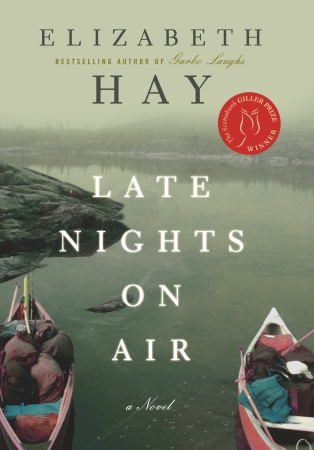 ELIZABETH
BESTSELLING AUTHOR OF Garbo Laughs
HAY
The Scotiabank GILLER PRIZE
WINNER
LATE
NIGHTS
ON
AIR
a Novel